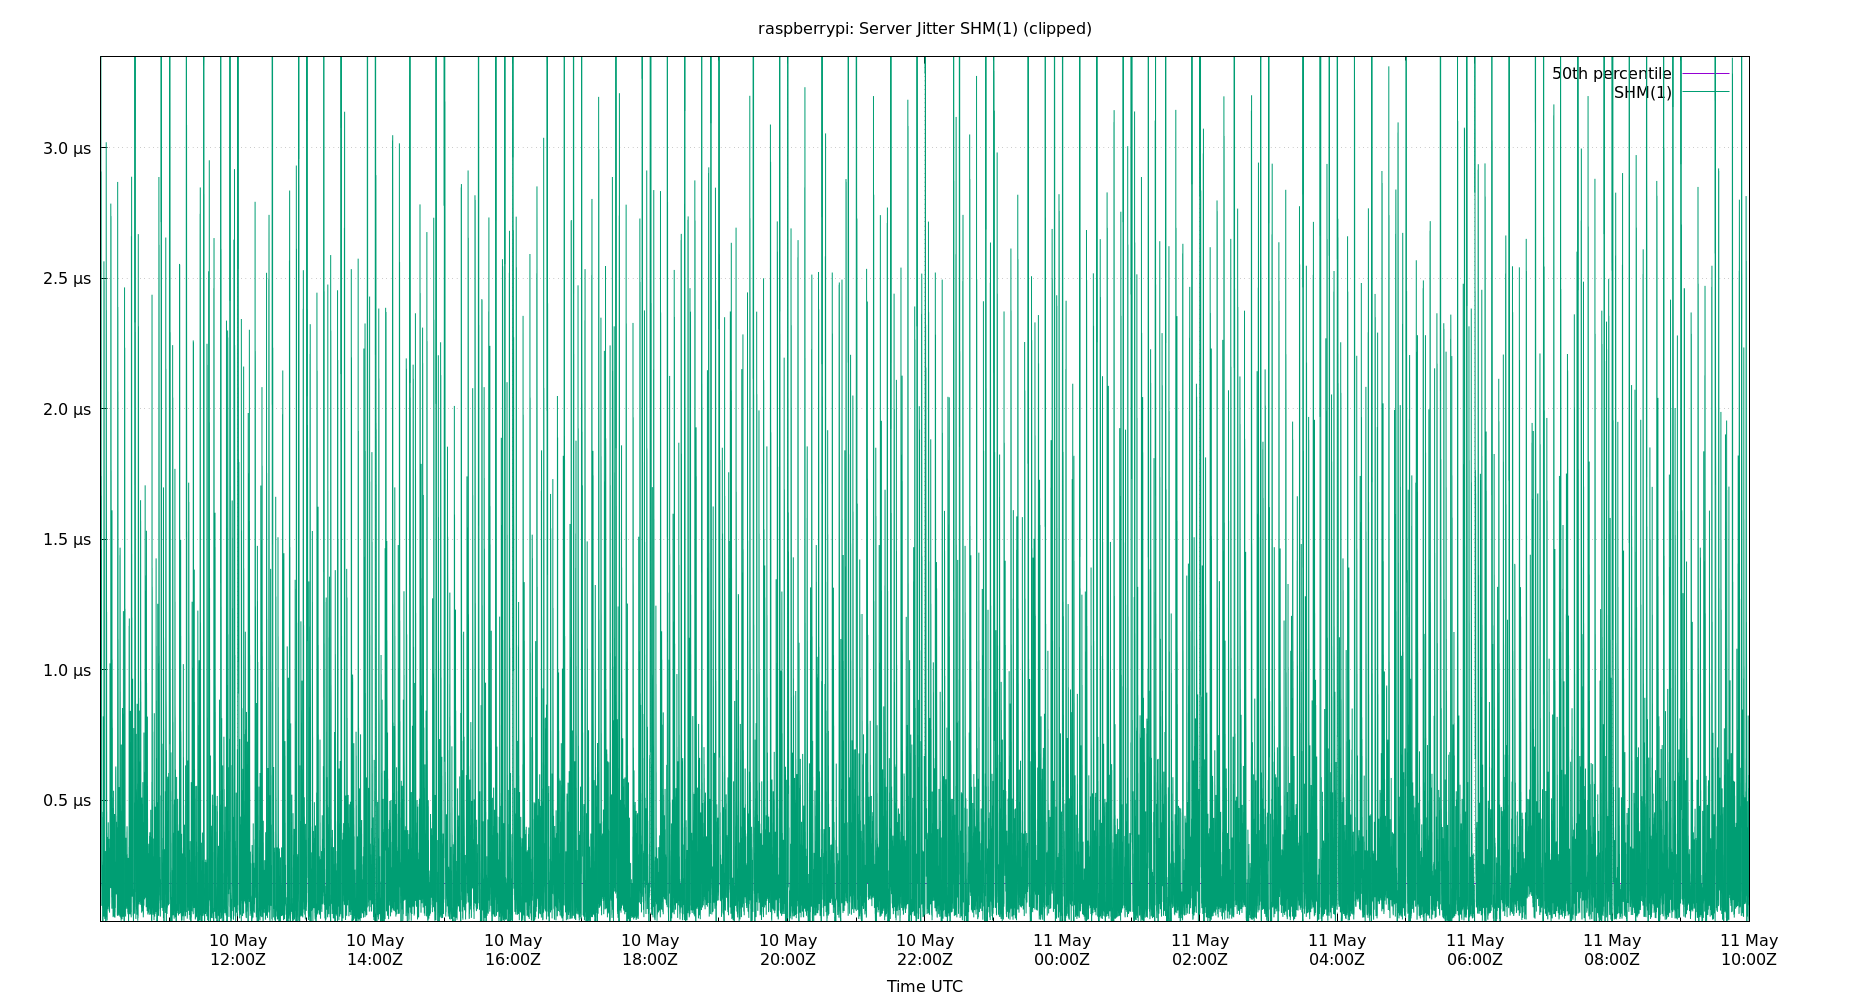 raspberrypi: Server Jitter SHM(1) (clipped)
50th percentile
SHM(1)
3.0 µs
2.5 µs
2.0 µs
1.5 µs
1.0 µs
0.5 µs
10 May 10 May 10 May 10 May 10 May 10 May 11 May 11 May 11 May 11 May 11 May 11 May
12:00Z 14:00Z 16:00Z 18:00Z 20:00Z 22:00Z 00:00Z 02:00Z 04:00Z 06:00Z 08:00Z 10:00Z
Time UTC